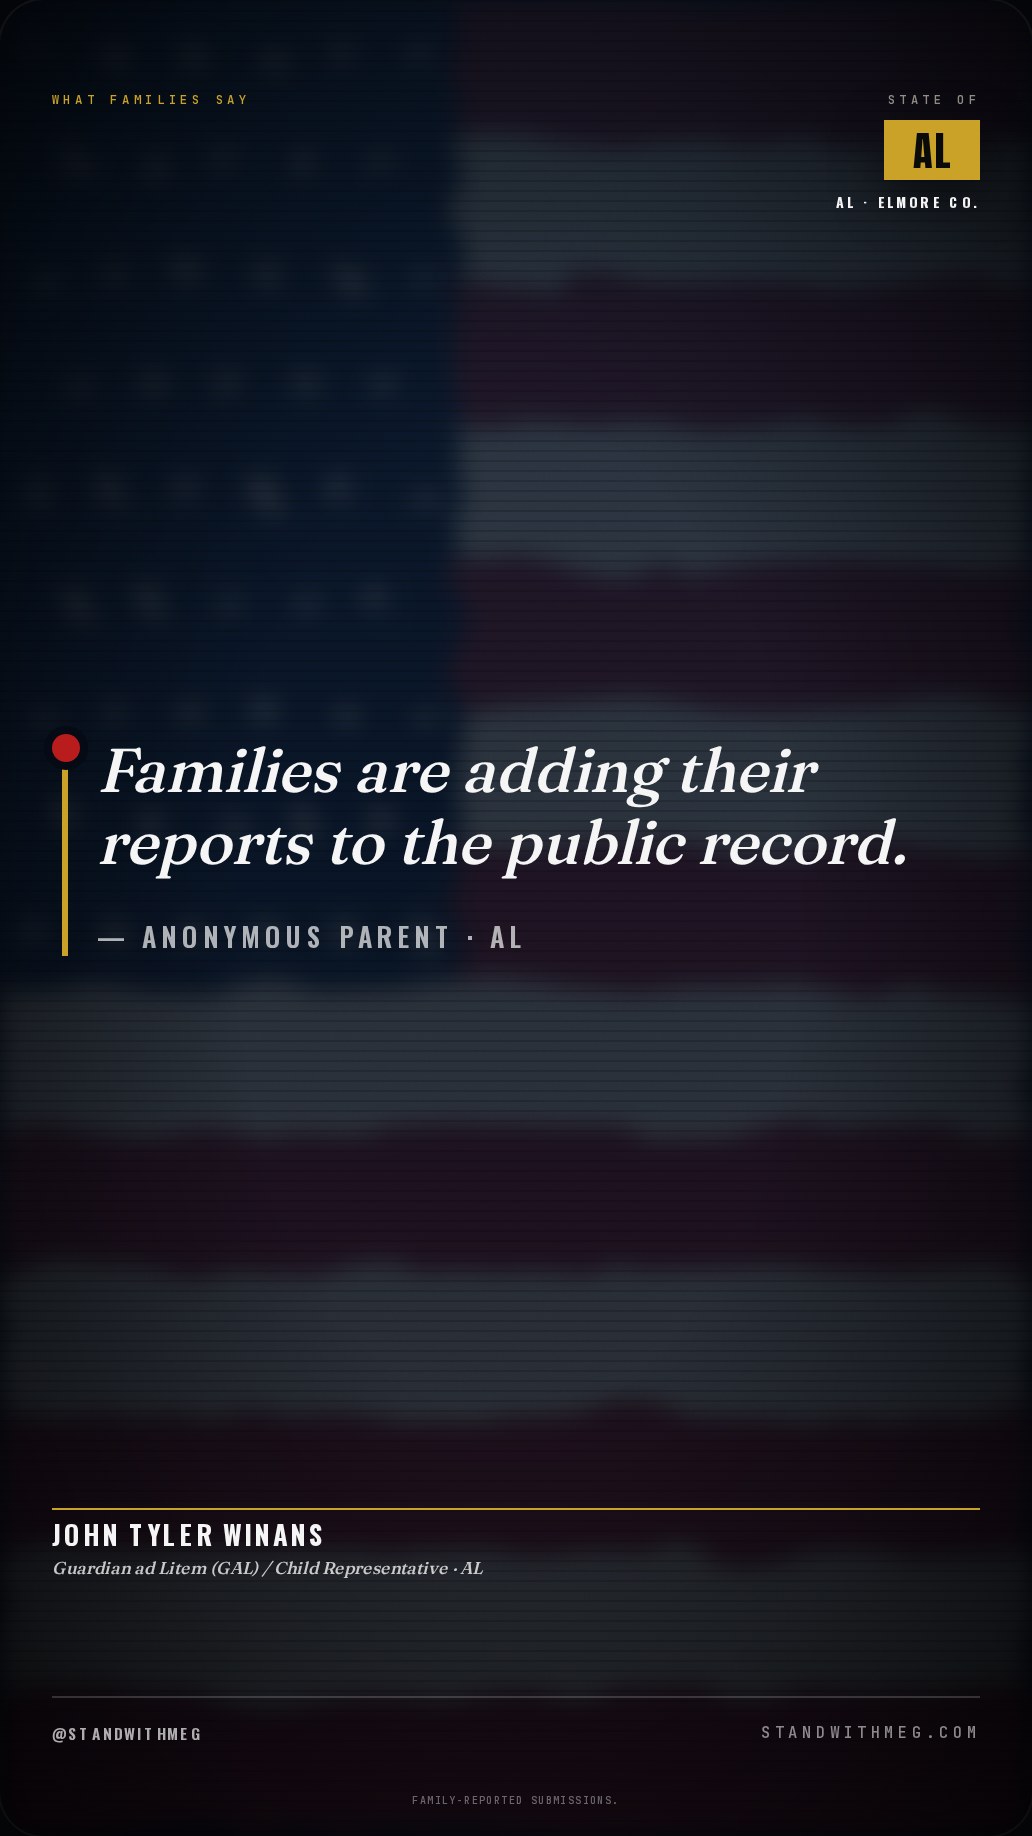 WHAT FAMILIES SAY
STATE OF
AL
AL · ELMORE CO.
Families are adding their
reports to the public record.
— ANONYMOUS PARENT · AL
JOHN TYLER WINANS
Guardian ad Litem (GAL) / Child Representative · AL
@STANDWITHMEG
STANDWITHMEG.COM
FAMILY-REPORTED SUBMISSIONS.